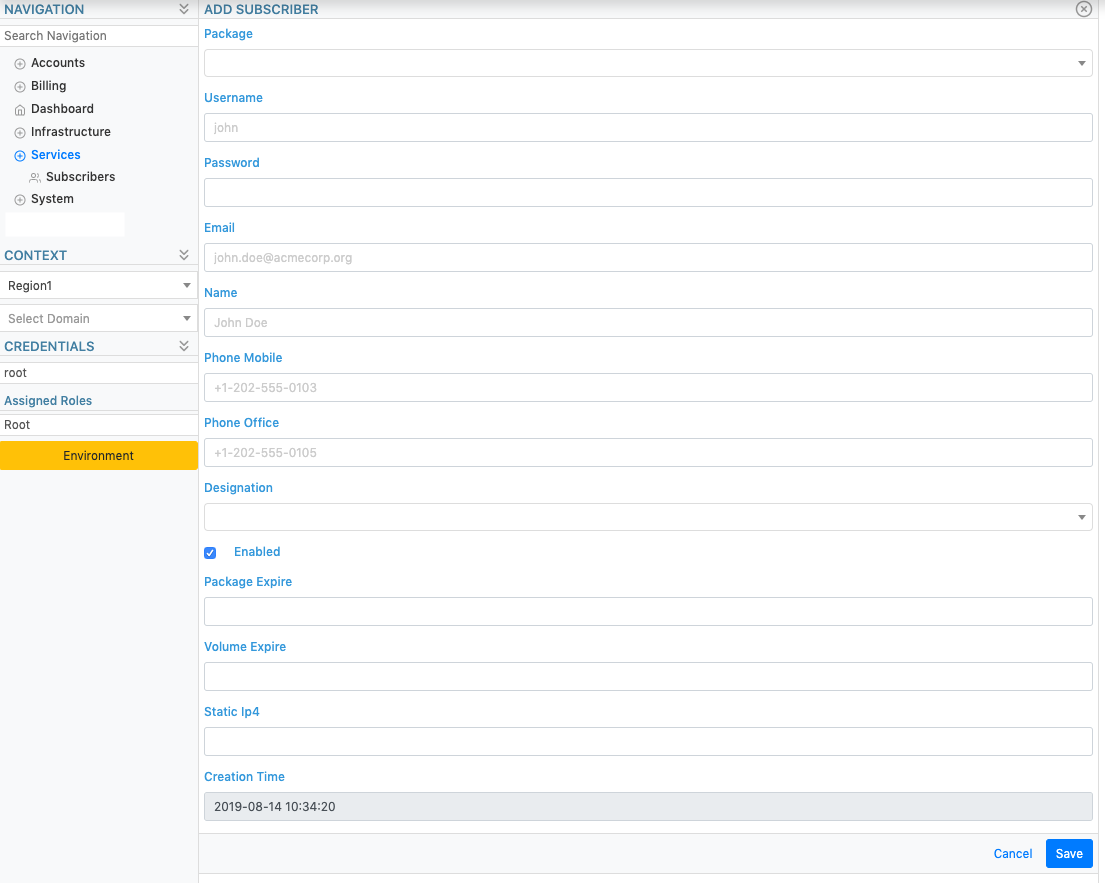 NAVIGATION
Search Navigation
Accounts
Billing
Dashboard
Infrastructure
Services
Subscribers
System
CONTEXT
Region1
Select Domain
CREDENTIALS
root
Assigned Roles
Root
Environment
ADD SUBSCRIBER
Package
Username
john
Password
Email
john.doe@acmecorp.org
Name
John Doe
Phone Mobile
+1-202-555-0103
Phone Office
+1-202-555-0105
Designation
Enabled
Package Expire
Volume Expire
Static Ip4
Creation Time
2019-08-14 10:34:20
Cancel Save